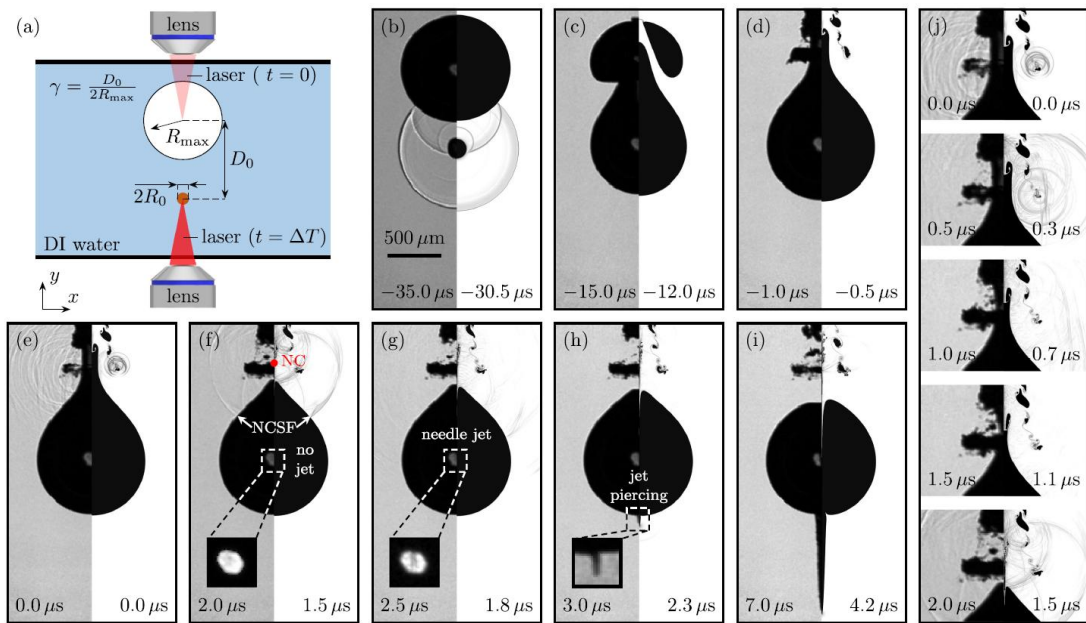 (a)
lens
laser ( t = 0)
γ = D₀ / 2R_max
R_max
D₀
2R₀
laser (t = ΔT)
DI water
y
x
lens
(b)
500 μm
−35.0 μs
−30.5 μs
(c)
−15.0 μs
−12.0 μs
(d)
−1.0 μs
−0.5 μs
(e)
0.0 μs
0.0 μs
(f)
NC
NCSF
no
jet
2.0 μs
1.5 μs
(g)
needle jet
2.5 μs
1.8 μs
(h)
jet
piercing
3.0 μs
2.3 μs
(i)
7.0 μs
4.2 μs
(j)
0.0 μs
0.0 μs
0.5 μs
0.3 μs
1.0 μs
0.7 μs
1.5 μs
1.1 μs
2.0 μs
1.5 μs